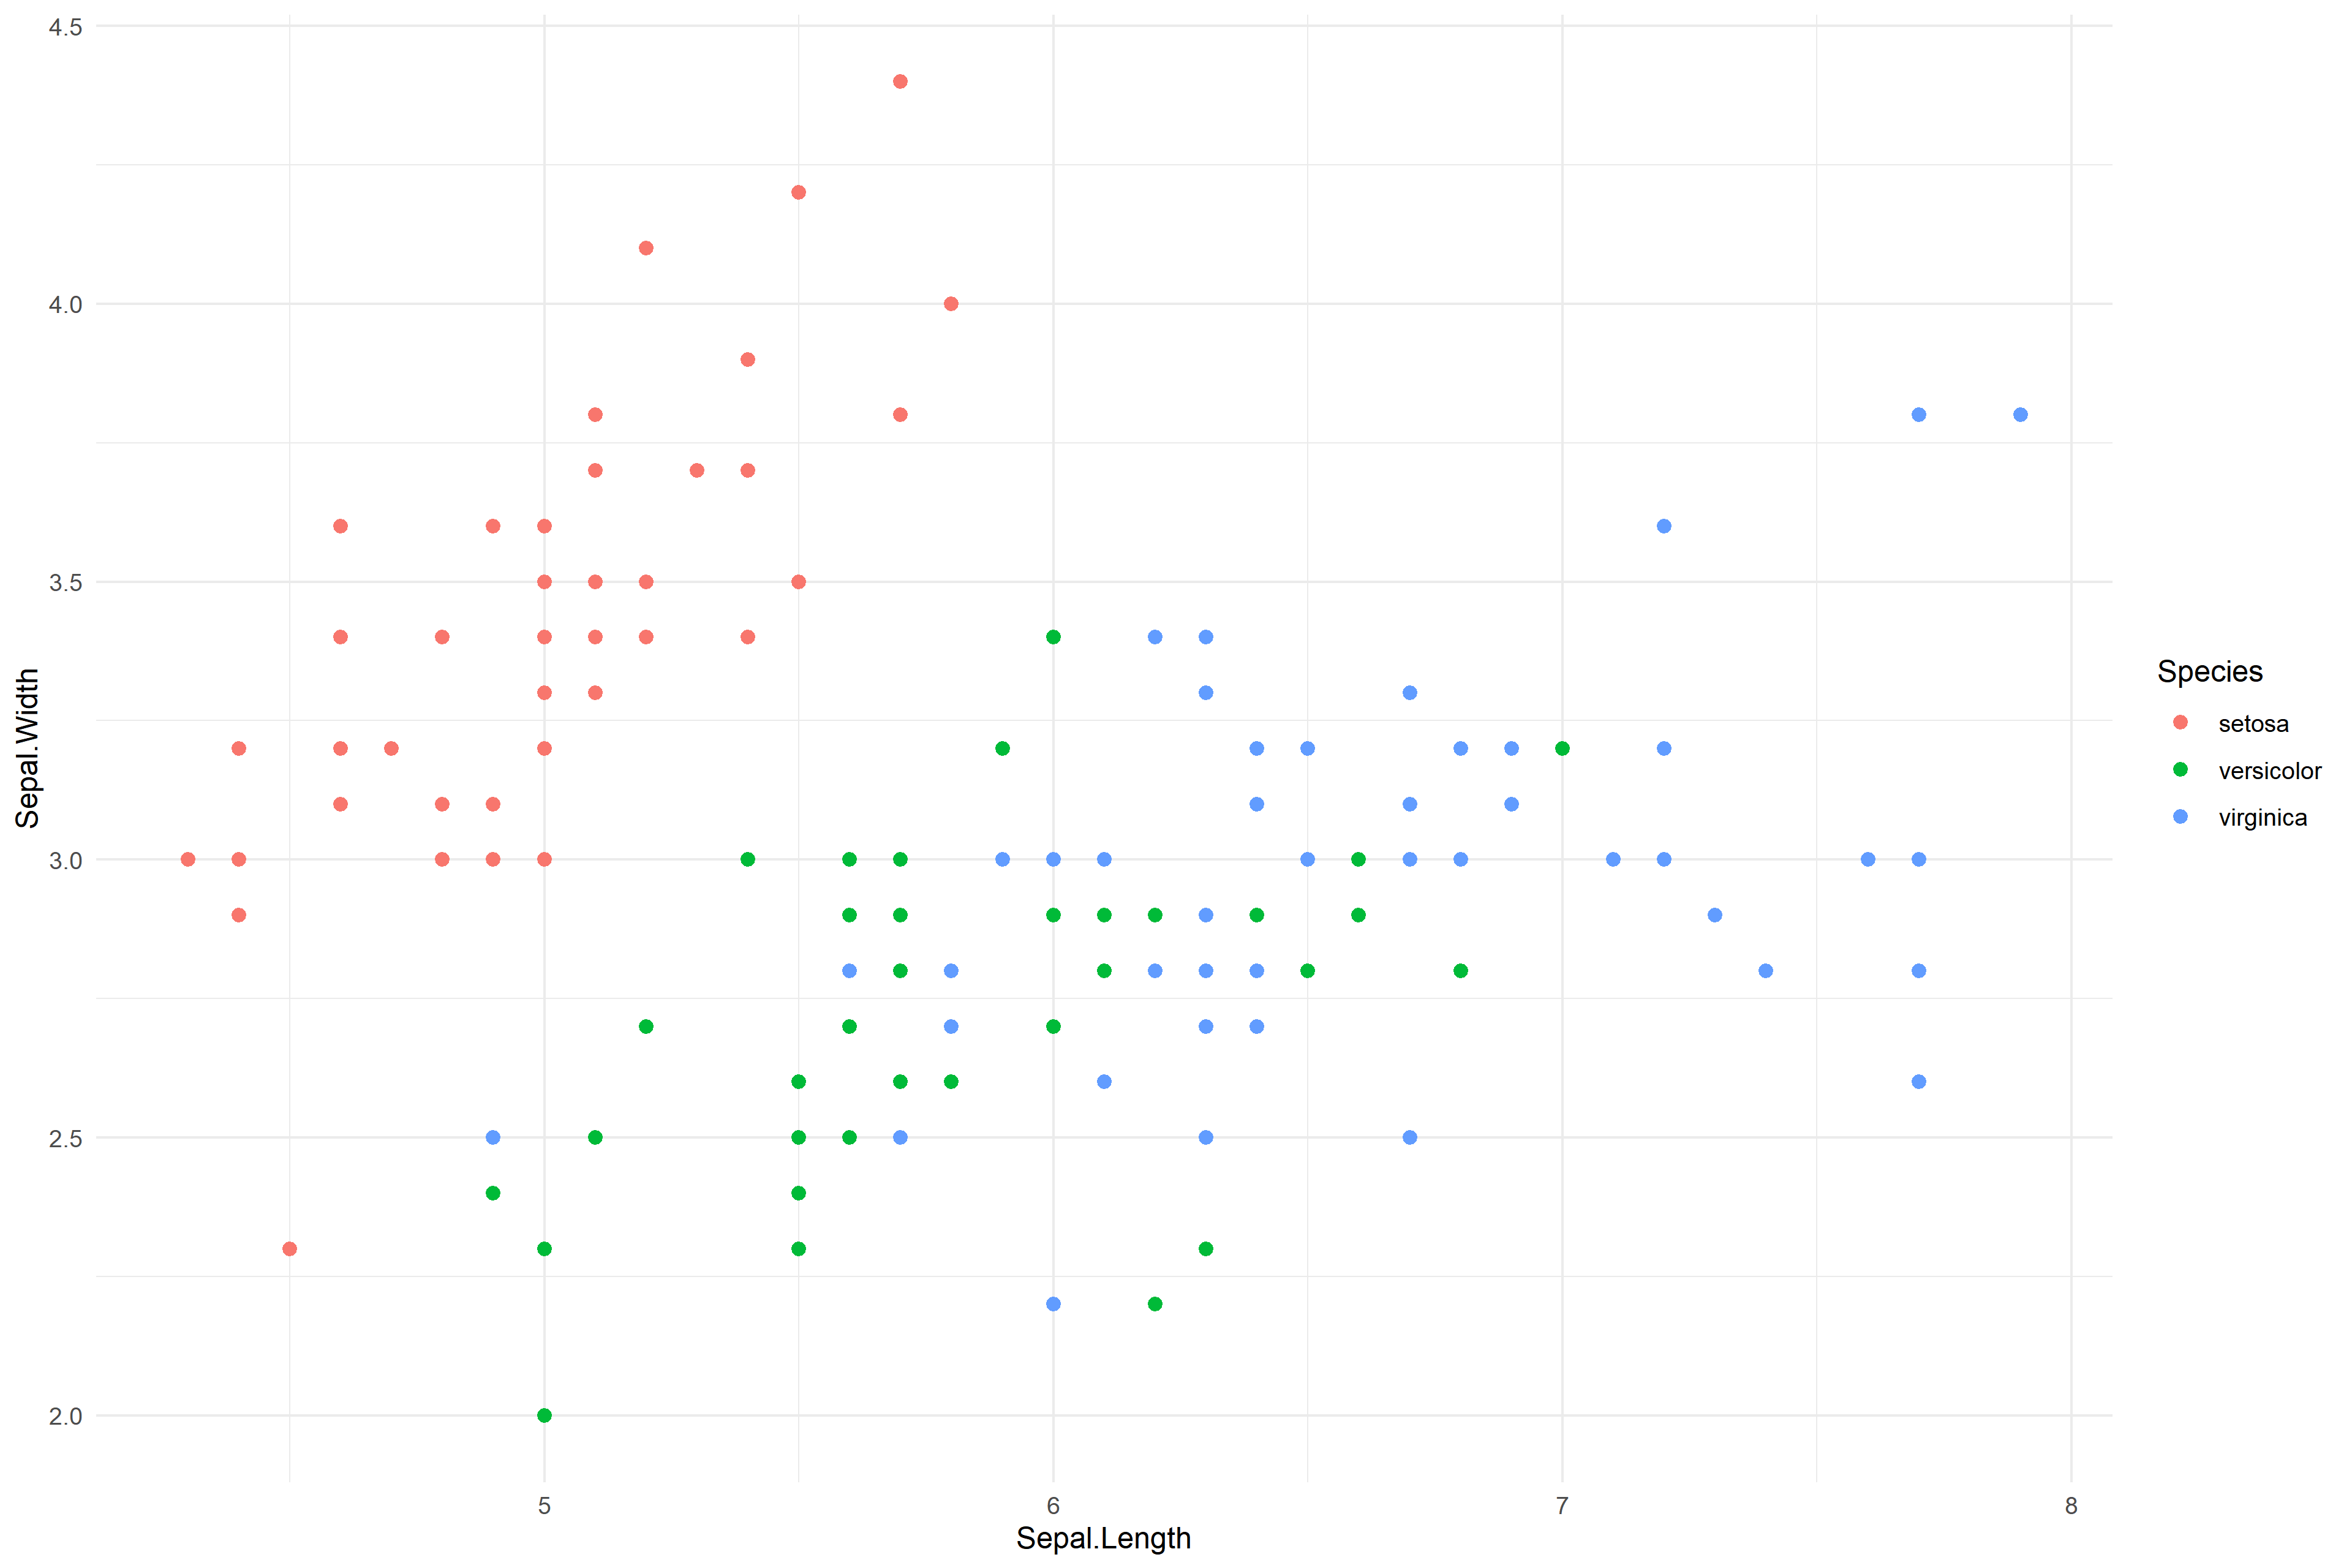 4.5
4.0
3.5
3.0
2.5
2.0
Sepal.Width
5 6 7 8
Sepal.Length
Species
setosa
versicolor
virginica